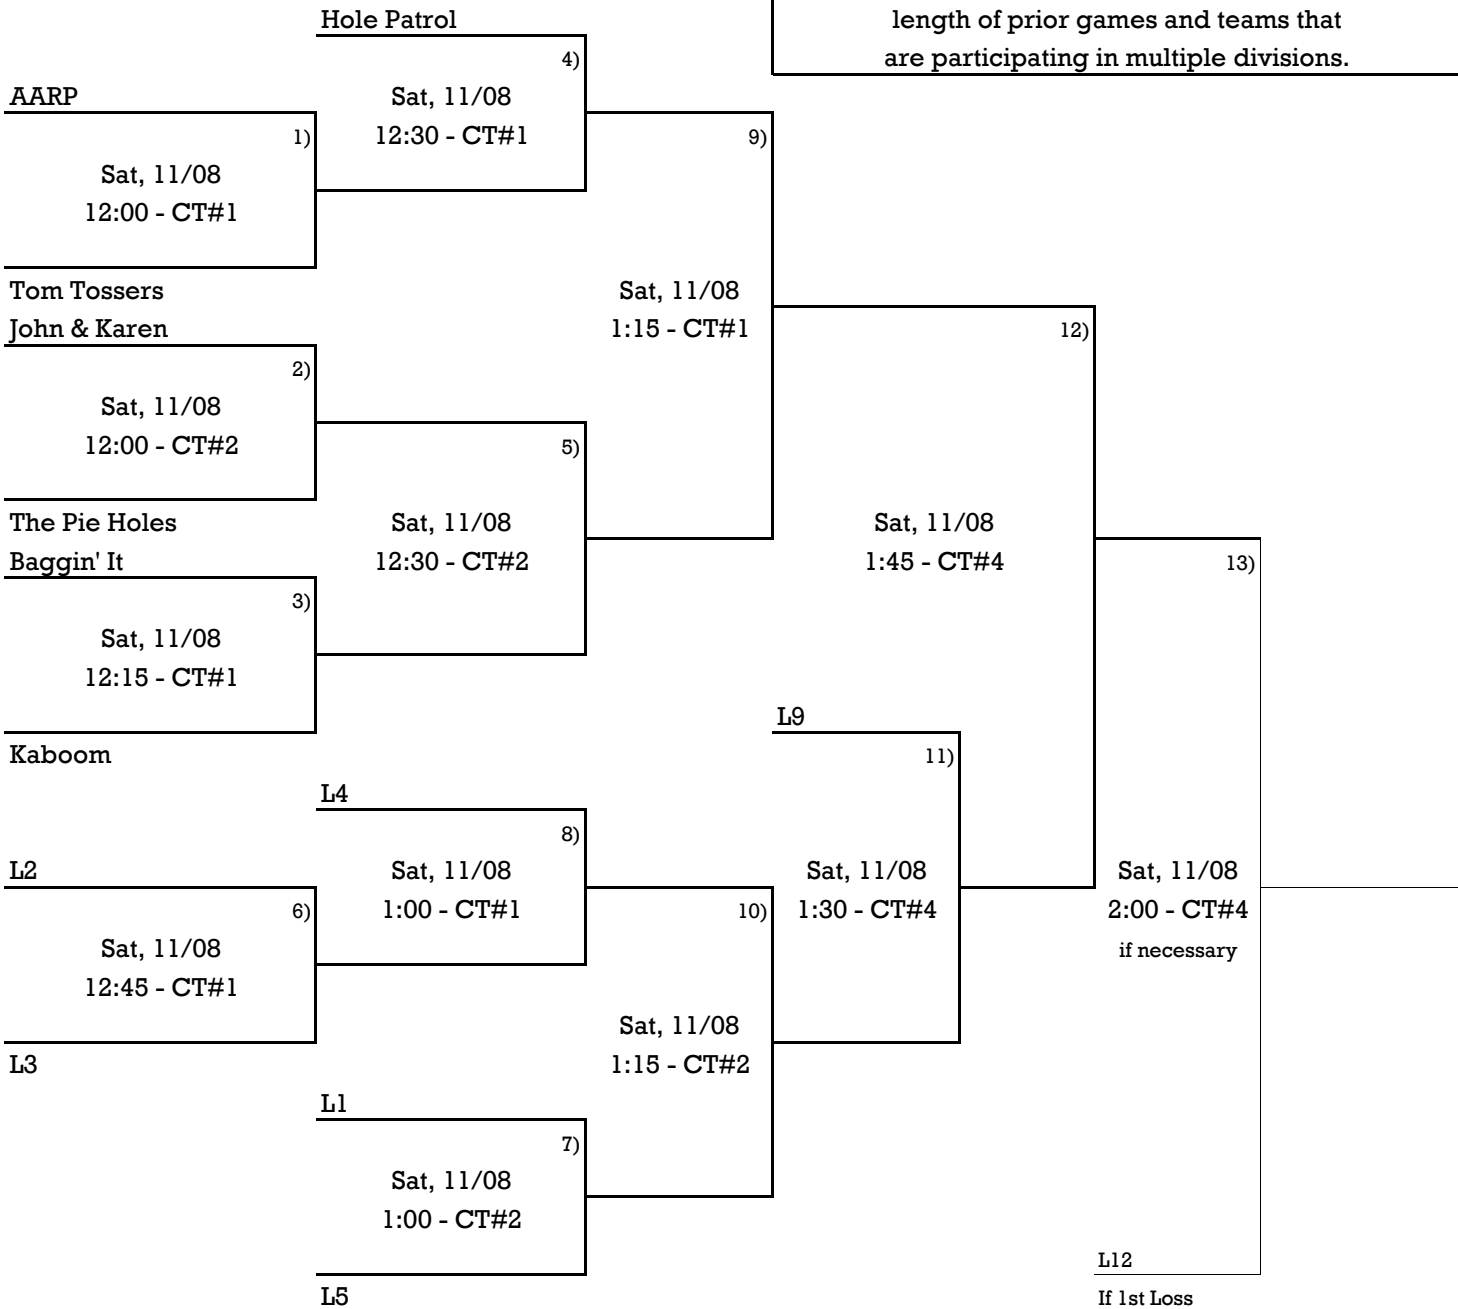 Hole Patrol
length of prior games and teams that
are participating in multiple divisions.
4)
AARP
Sat, 11/08
12:30 - CT#1
1)
9)
Sat, 11/08
12:00 - CT#1
Tom Tossers
Sat, 11/08
John & Karen
1:15 - CT#1
12)
2)
Sat, 11/08
12:00 - CT#2
5)
The Pie Holes
Sat, 11/08
12:30 - CT#2
Sat, 11/08
1:45 - CT#4
Baggin' It
13)
3)
Sat, 11/08
12:15 - CT#1
L9
Kaboom
11)
L4
8)
L2
Sat, 11/08
1:00 - CT#1
Sat, 11/08
1:30 - CT#4
Sat, 11/08
2:00 - CT#4
if necessary
6)
10)
Sat, 11/08
12:45 - CT#1
Sat, 11/08
1:15 - CT#2
L3
L1
7)
Sat, 11/08
1:00 - CT#2
L12
L5
If 1st Loss